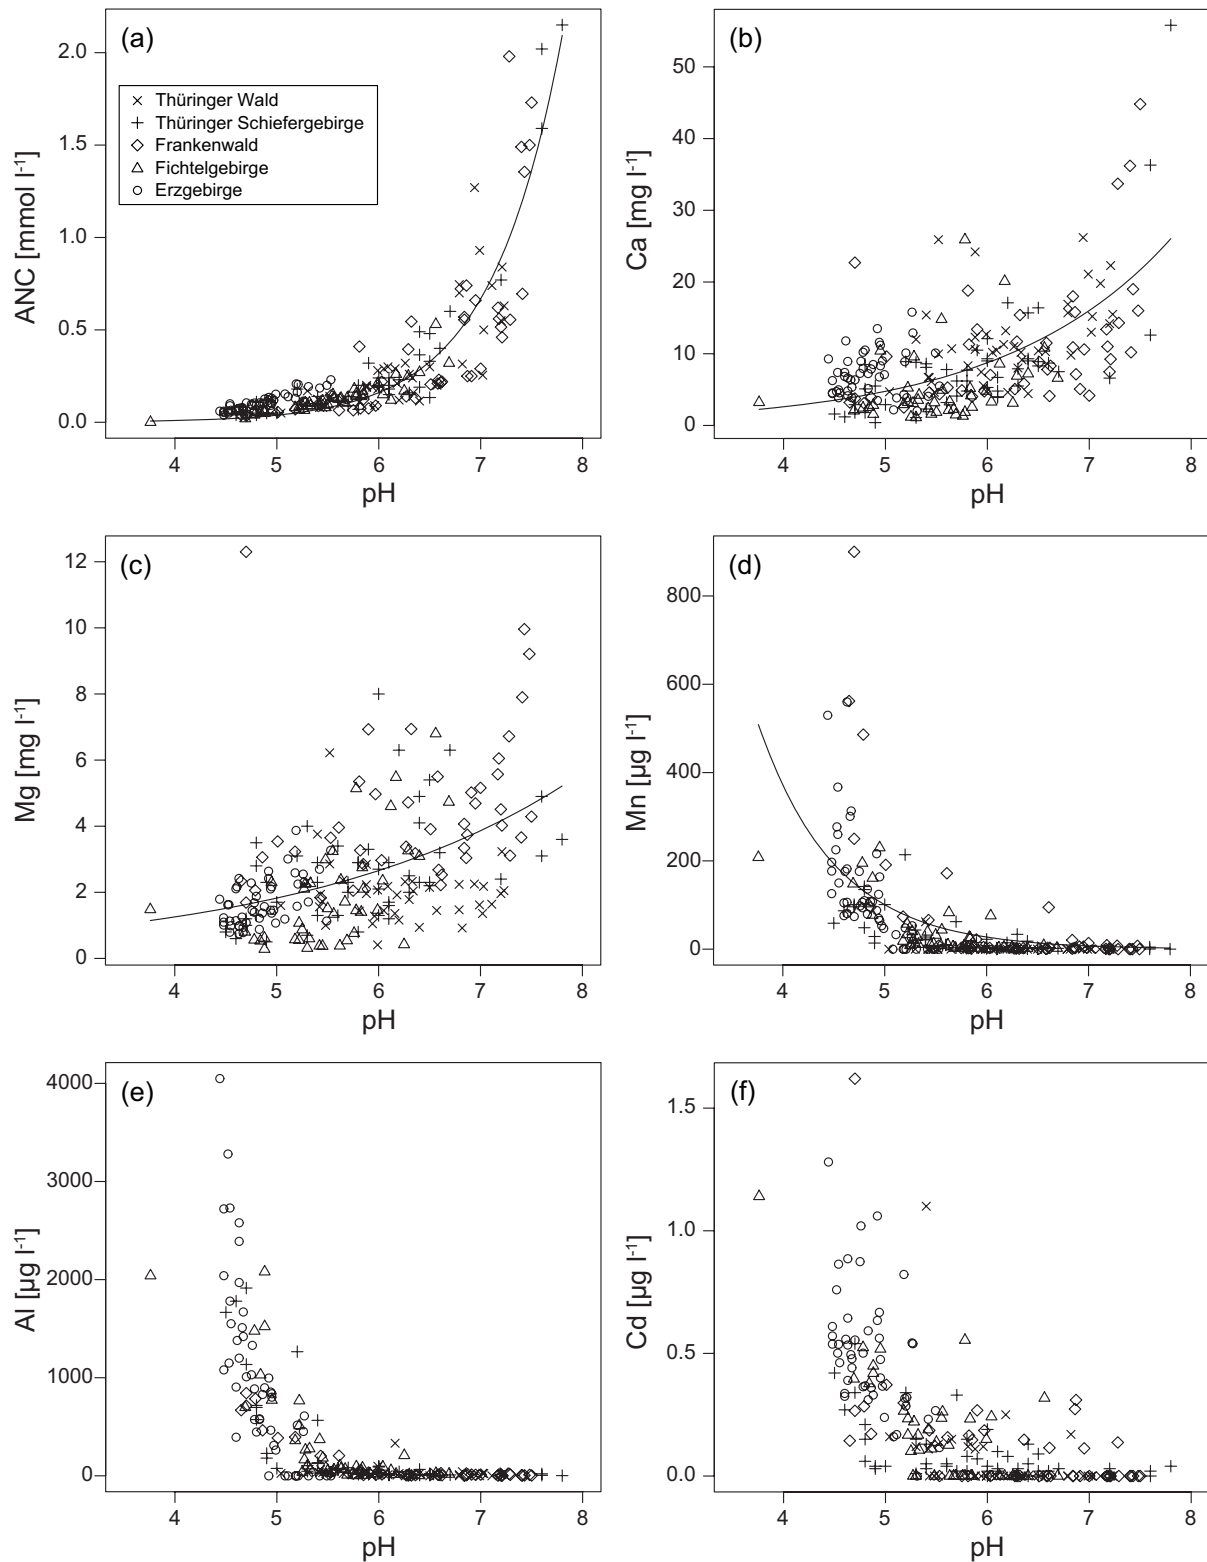 (a)
2.0
1.5
1.0
0.5
0.0
ANC [mmol l-1]
Thüringer Wald
Thüringer Schiefergebirge
Frankenwald
Fichtelgebirge
Erzgebirge
4 5 6 7 8
pH
(b)
50
40
30
20
10
0
Ca [mg l-1]
4 5 6 7 8
pH
(c)
12
10
8
6
4
2
0
Mg [mg l-1]
4 5 6 7 8
pH
(d)
800
600
400
200
0
Mn [µg l-1]
4 5 6 7 8
pH
(e)
4000
3000
2000
1000
0
Al [µg l-1]
4 5 6 7 8
pH
(f)
1.5
1.0
0.5
0.0
Cd [µg l-1]
4 5 6 7 8
pH